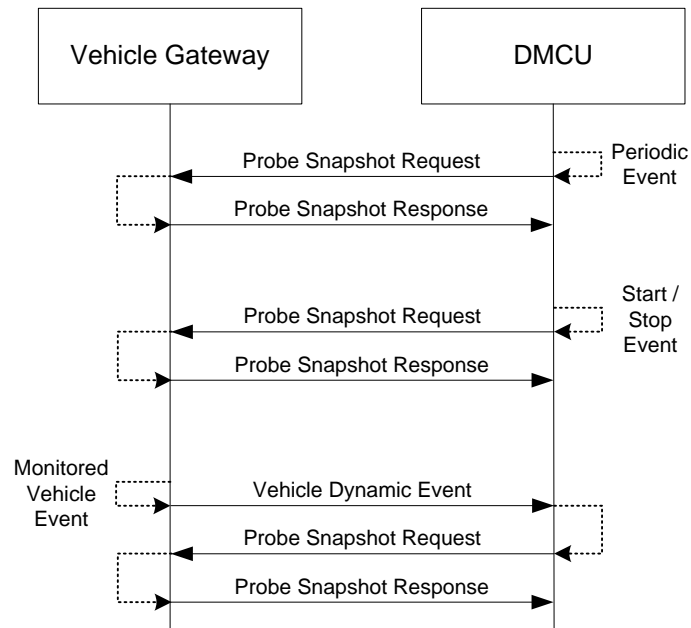 Vehicle Gateway
DMCU
Probe Snapshot Request
Periodic
Event
Probe Snapshot Response
Probe Snapshot Request
Start /
Stop
Event
Probe Snapshot Response
Monitored
Vehicle
Event
Vehicle Dynamic Event
Probe Snapshot Request
Probe Snapshot Response